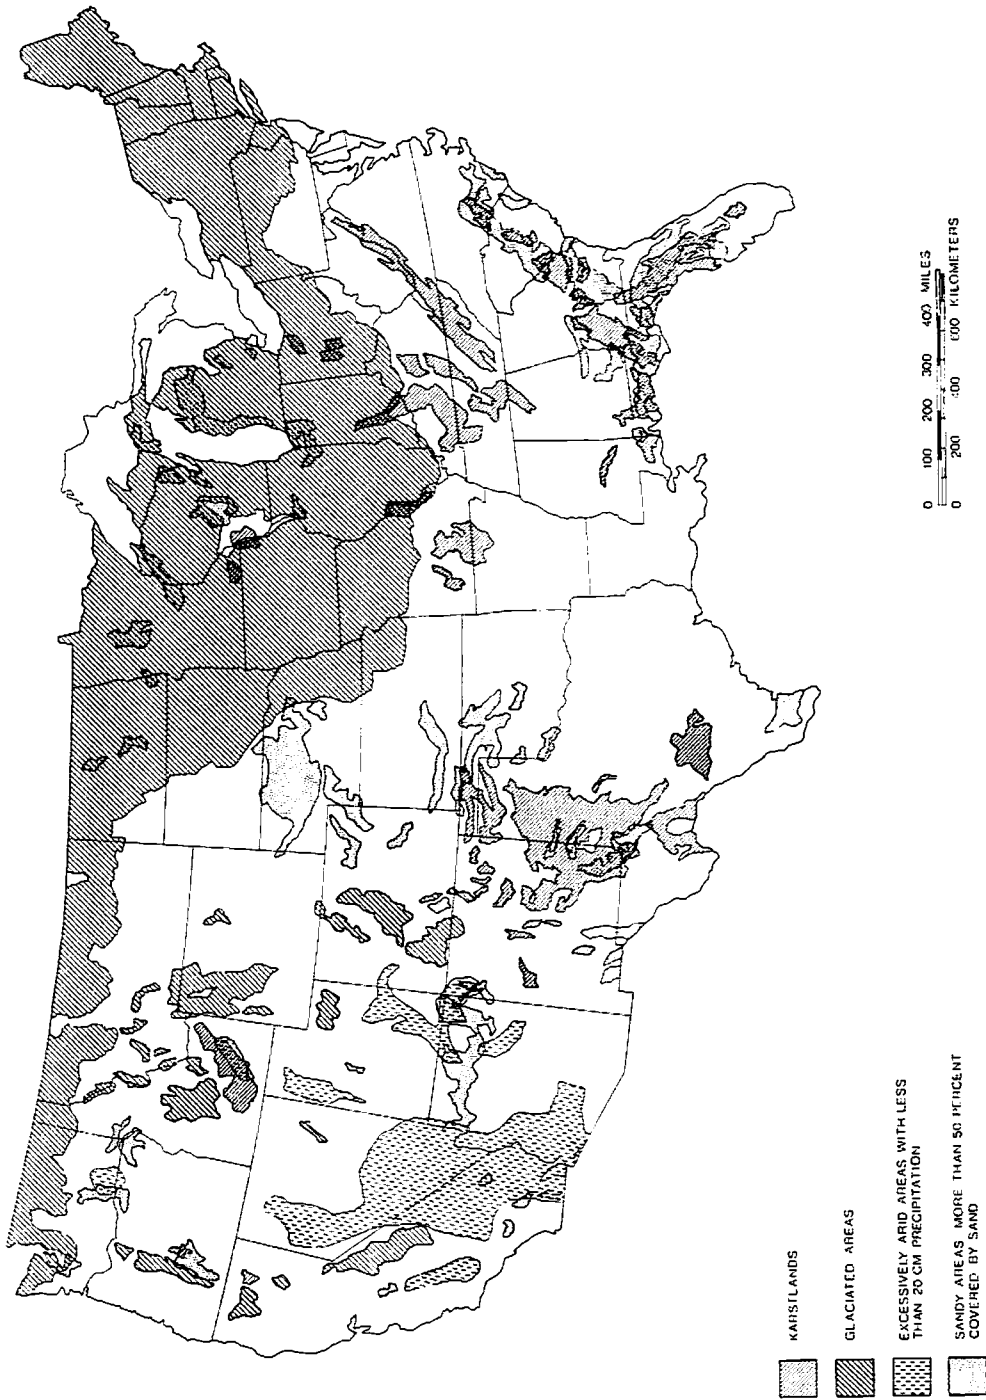 KARSTLANDS
GLACIATED AREAS
EXCESSIVELY ARID AREAS WITH LESS
THAN 20 CM PRECIPITATION
SANDY AREAS MORE THAN 50 PERCENT
COVERED BY SAND
0 100 200 300 400 MILES
0 200 400 600 KILOMETERS